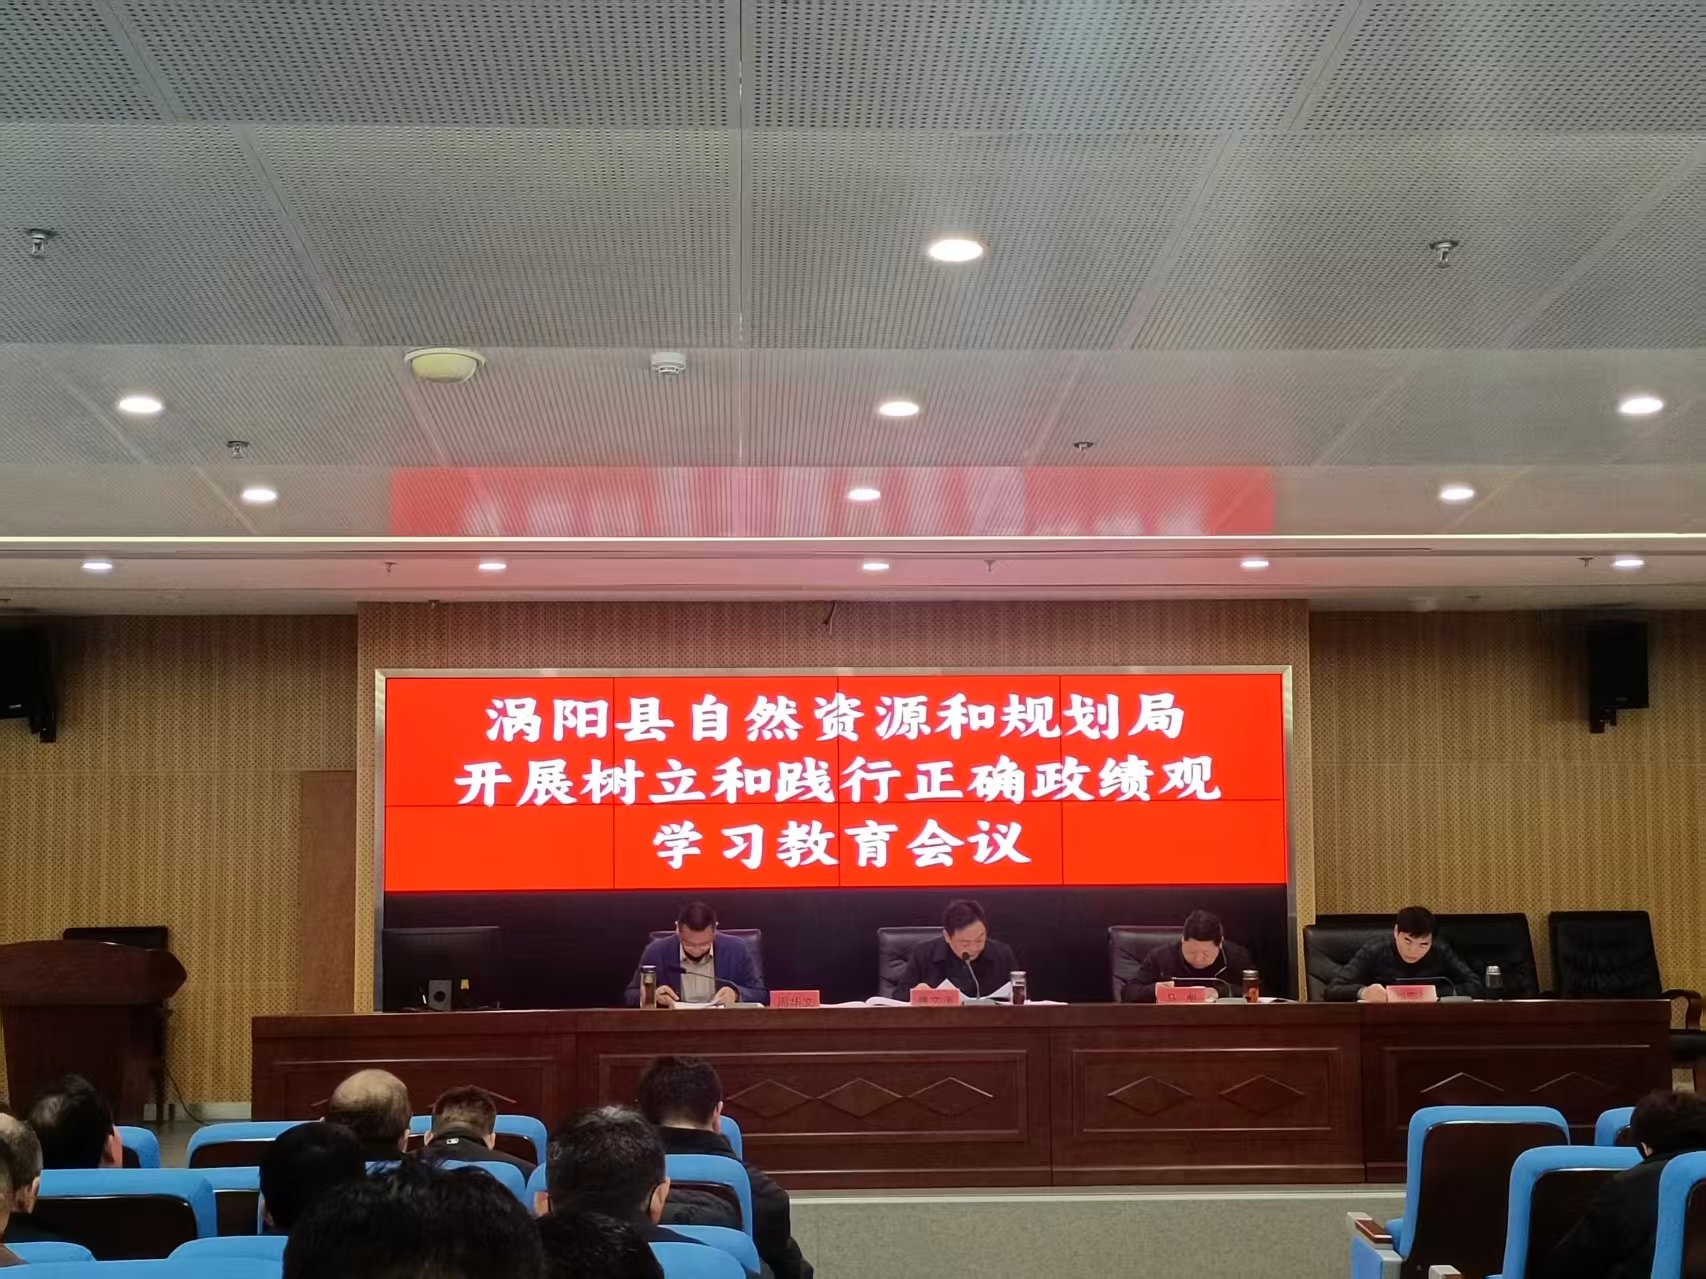 涡阳县自然资源和规划局
开展树立和践行正确政绩观
学习教育会议